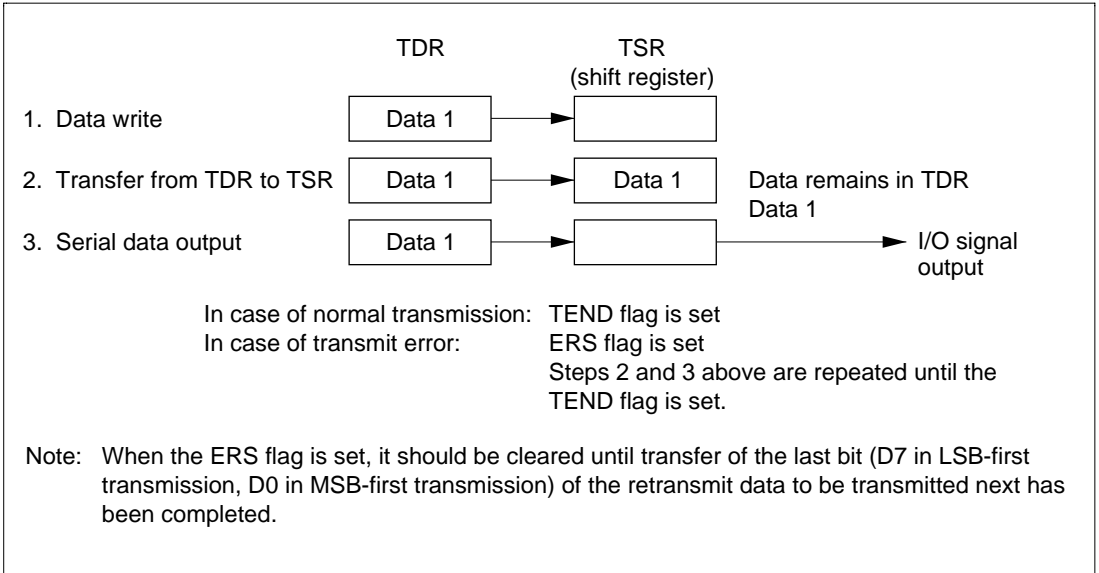 TDR TSR
(shift register)
1. Data write Data 1
2. Transfer from TDR to TSR Data 1 Data 1 Data remains in TDR
Data 1
3. Serial data output Data 1 I/O signal
output
In case of normal transmission: TEND flag is set
In case of transmit error: ERS flag is set
Steps 2 and 3 above are repeated until the
TEND flag is set.
Note: When the ERS flag is set, it should be cleared until transfer of the last bit (D7 in LSB-first
transmission, D0 in MSB-first transmission) of the retransmit data to be transmitted next has
been completed.